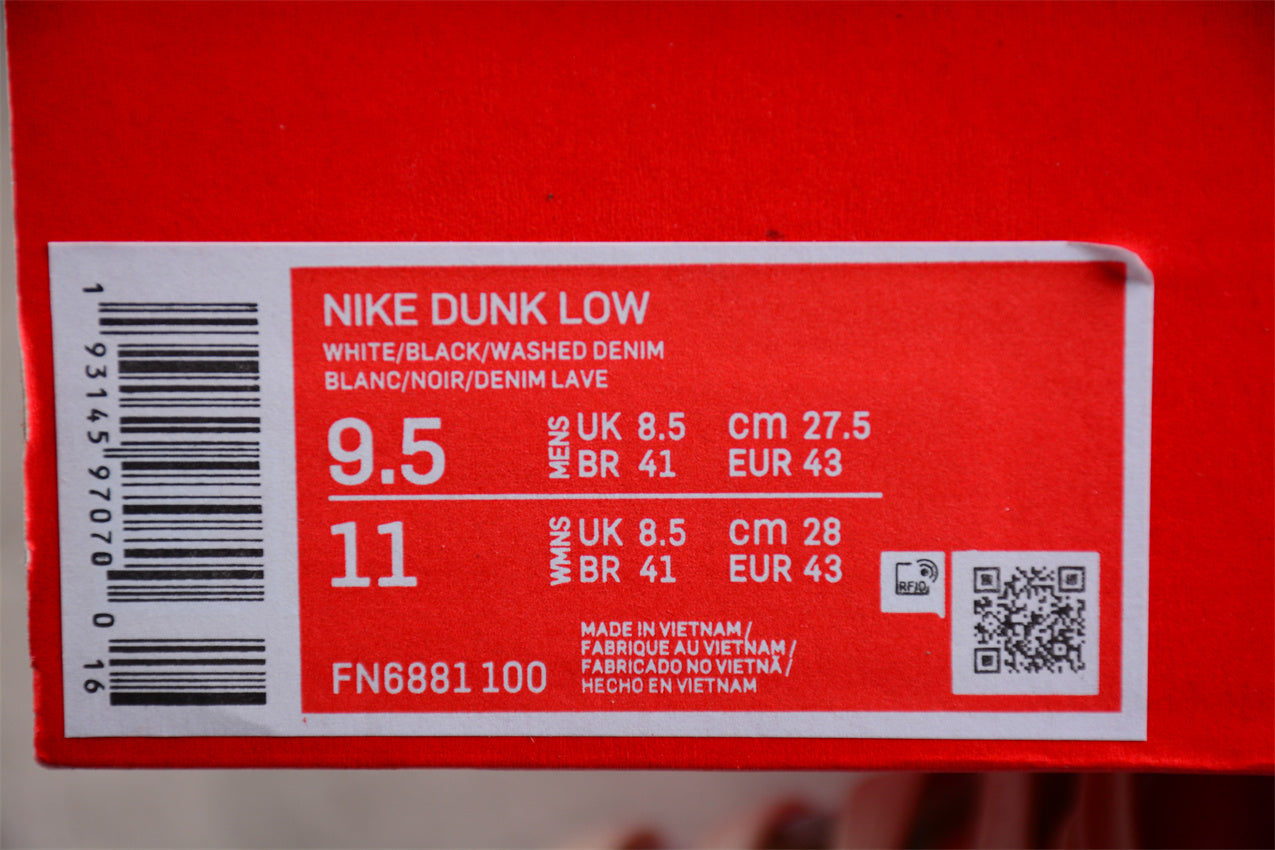 1 93145 97070 0 16
NIKE DUNK LOW
WHITE/BLACK/WASHED DENIM
BLANC/NOIR/DENIM LAVE
9.5
MENS
UK 8.5 cm 27.5
BR 41 EUR 43
11
WMNS
UK 8.5 cm 28
BR 41 EUR 43
RFID
FN6881 100
MADE IN VIETNAM/
FABRIQUE AU VIETNAM/
FABRICADO NO VIETNÃ/
HECHO EN VIETNAM